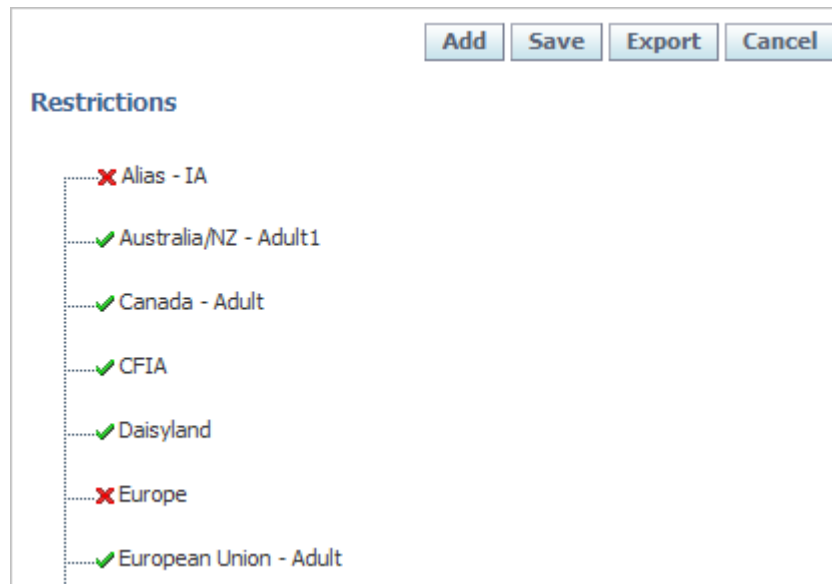 Add Save Export Cancel
Restrictions
Alias - IA
Australia/NZ - Adult1
Canada - Adult
CFIA
Daisyland
Europe
European Union - Adult